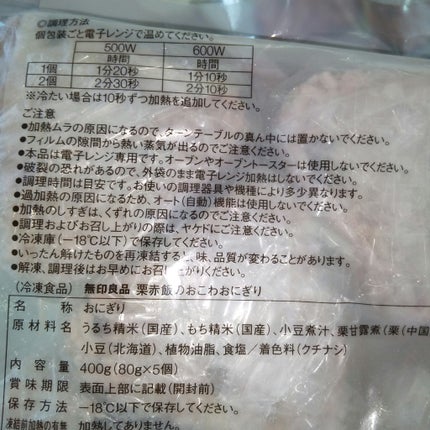 ◎調理方法
個包装ごと電子レンジで温めてください。
500W 600W
時間 時間
1個 1分20秒 1分10秒
2個 2分30秒 2分10秒
※冷たい場合は10秒ずつ加熱を追加してください。
ご注意
●加熱ムラの原因になるので、ターンテーブルの真ん中には置かないでください。
●フィルムの隙間から熱い蒸気が出るのでご注意ください。
●本品は電子レンジ専用です。オーブンやオーブントースターは使用しないでください。
●破裂の恐れがあるので、外袋のまま電子レンジ加熱はしないでください。
●調理時間は目安です。お使いの調理器具や機種により多少異なります。
●過加熱の原因になるため、オート(自動)機能は使用しないでください。
●加熱のしすぎは、くずれの原因になるのでご注意ください。
●調理およびお召し上がりの際は、ヤケドにご注意ください。
●冷凍庫(−18℃以下)で保存してください。
●いったん解けたものを再凍結すると、味、品質が変わることがあります。
●解凍、調理後はお早めにお召し上がりください。
(冷凍食品) 無印良品 栗赤飯のおこわおにぎり
名称 おにぎり
原材料名 うるち精米(国産)、もち精米(国産)、小豆煮汁、栗甘露煮(栗(中国
小豆(北海道)、植物油脂、食塩/着色料(クチナシ)
内容量 400g(80g×5個)
賞味期限 表面上部に記載(開封前)
保存方法 −18℃以下で保存してください。
凍結前加熱の有無 加熱してありません。